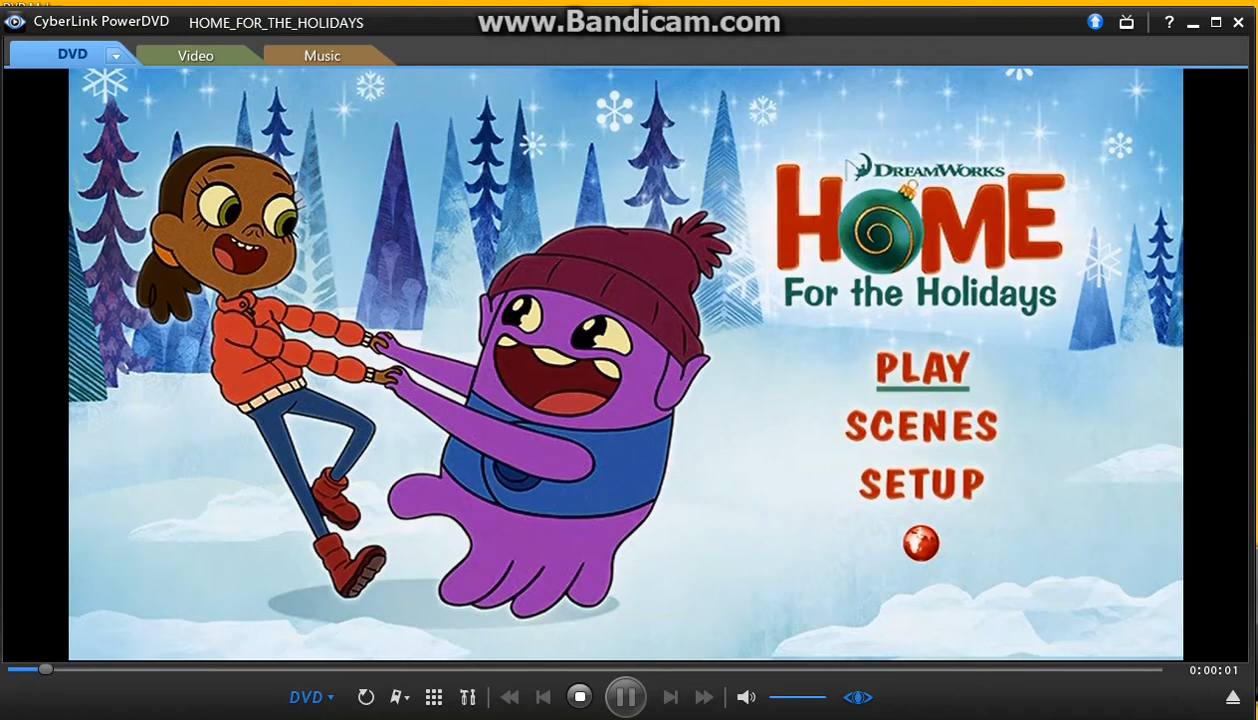 CyberLink PowerDVD HOME_FOR_THE_HOLIDAYS
www.Bandicam.com
?
DVD Video Music
DREAMWORKS
HOME
For the Holidays
PLAY
SCENES
SETUP
0:00:01
DVD